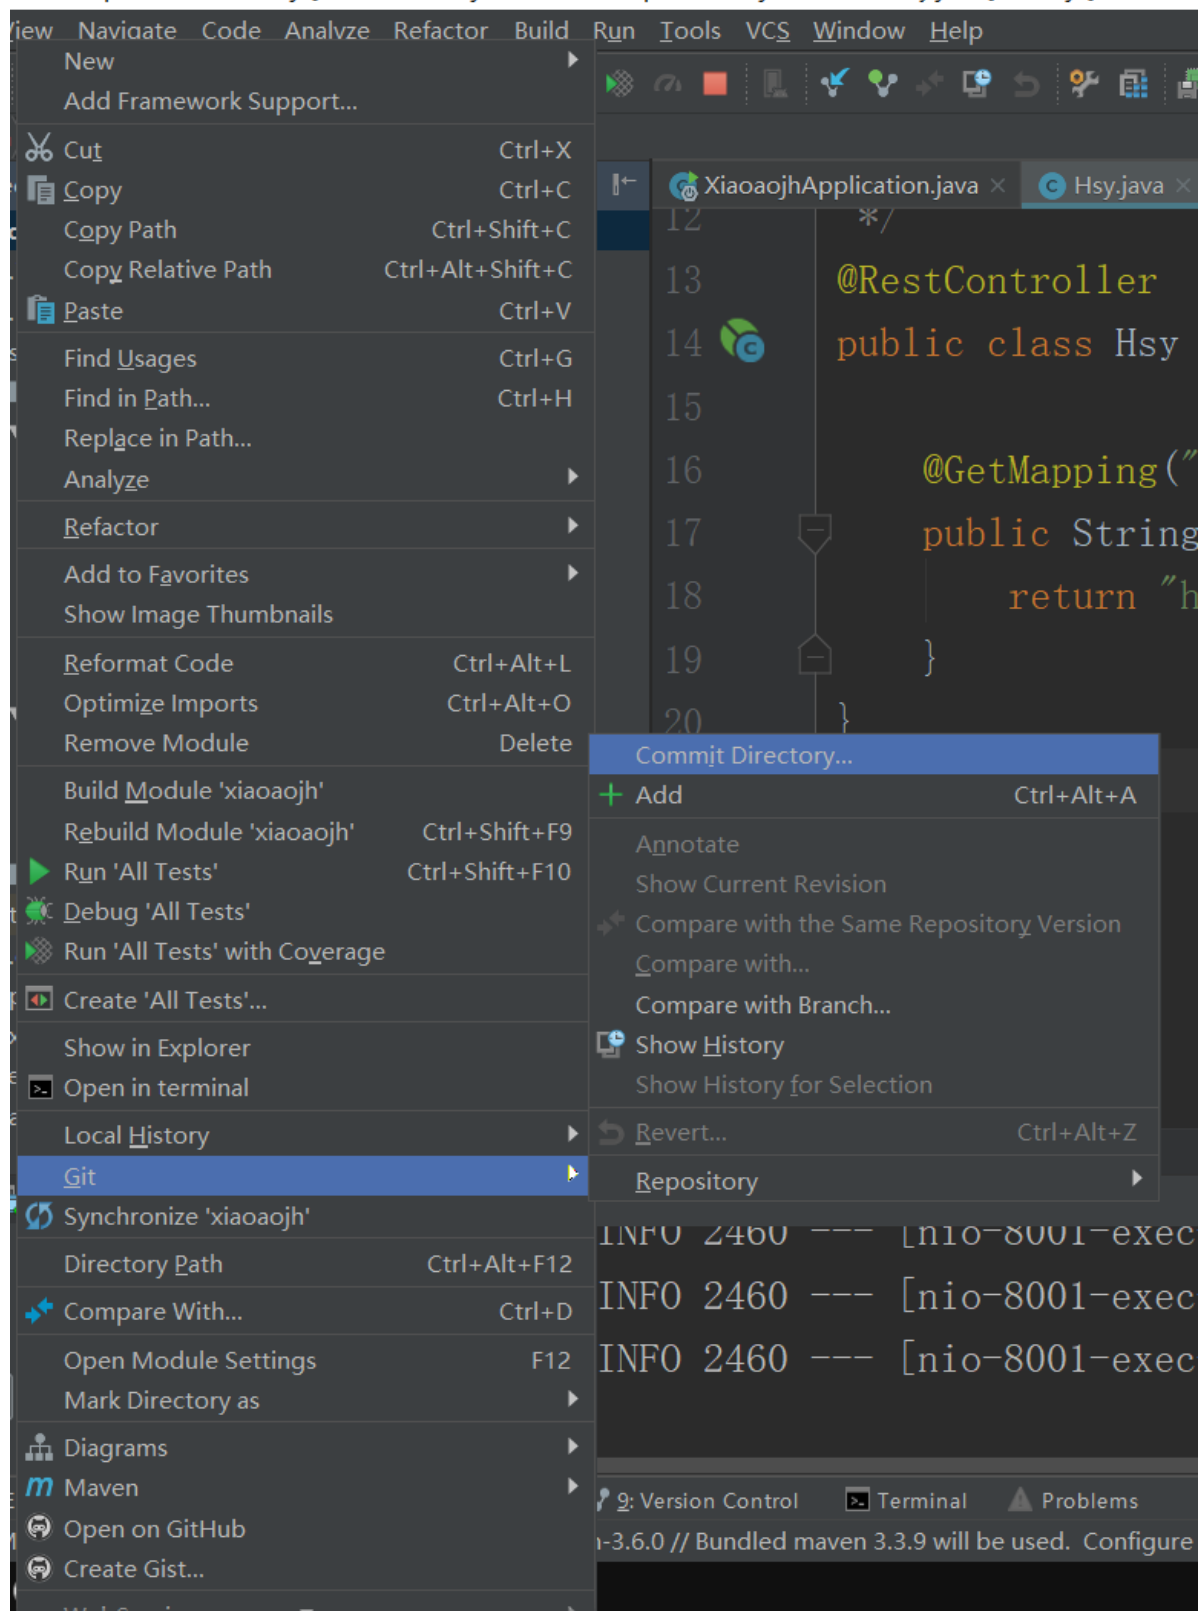 View Navigate Code Analyze Refactor Build Run Tools VCS Window Help
New
Add Framework Support...
Cut Ctrl+X
Copy Ctrl+C
Copy Path Ctrl+Shift+C
Copy Relative Path Ctrl+Alt+Shift+C
Paste Ctrl+V
Find Usages Ctrl+G
Find in Path... Ctrl+H
Replace in Path...
Analyze
Refactor
Add to Favorites
Show Image Thumbnails
Reformat Code Ctrl+Alt+L
Optimize Imports Ctrl+Alt+O
Remove Module Delete
Build Module 'xiaoaojh'
Rebuild Module 'xiaoaojh' Ctrl+Shift+F9
Run 'All Tests' Ctrl+Shift+F10
Debug 'All Tests'
Run 'All Tests' with Coverage
Create 'All Tests'...
Show in Explorer
Open in terminal
Local History
Git
Synchronize 'xiaoaojh'
Directory Path Ctrl+Alt+F12
Compare With... Ctrl+D
Open Module Settings F12
Mark Directory as
Diagrams
Maven
Open on GitHub
Create Gist...
XiaoaojhApplication.java × Hsy.java ×
12 */
13 @RestController
14 public class Hsy
15
16 @GetMapping("
17 public String
18 return "h
19 }
20 }
Commit Directory...
Add Ctrl+Alt+A
Annotate
Show Current Revision
Compare with the Same Repository Version
Compare with...
Compare with Branch...
Show History
Show History for Selection
Revert... Ctrl+Alt+Z
Repository
INFO 2460 --- [nio-8001-exec
INFO 2460 --- [nio-8001-exec
INFO 2460 --- [nio-8001-exec
9: Version Control Terminal Problems
-3.6.0 // Bundled maven 3.3.9 will be used. Configure